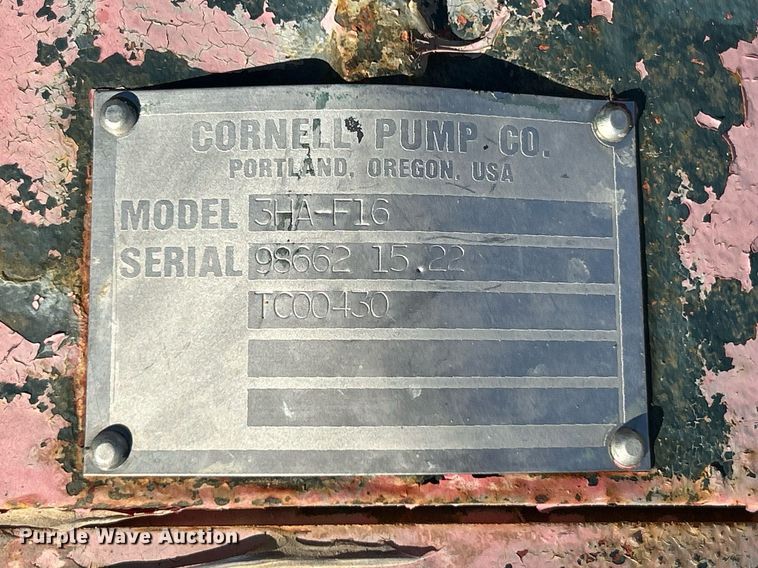 CORNELL PUMP CO.
PORTLAND, OREGON, USA
MODEL 3HA-F16
SERIAL 98662 15.22
TC00430
Purple Wave Auction